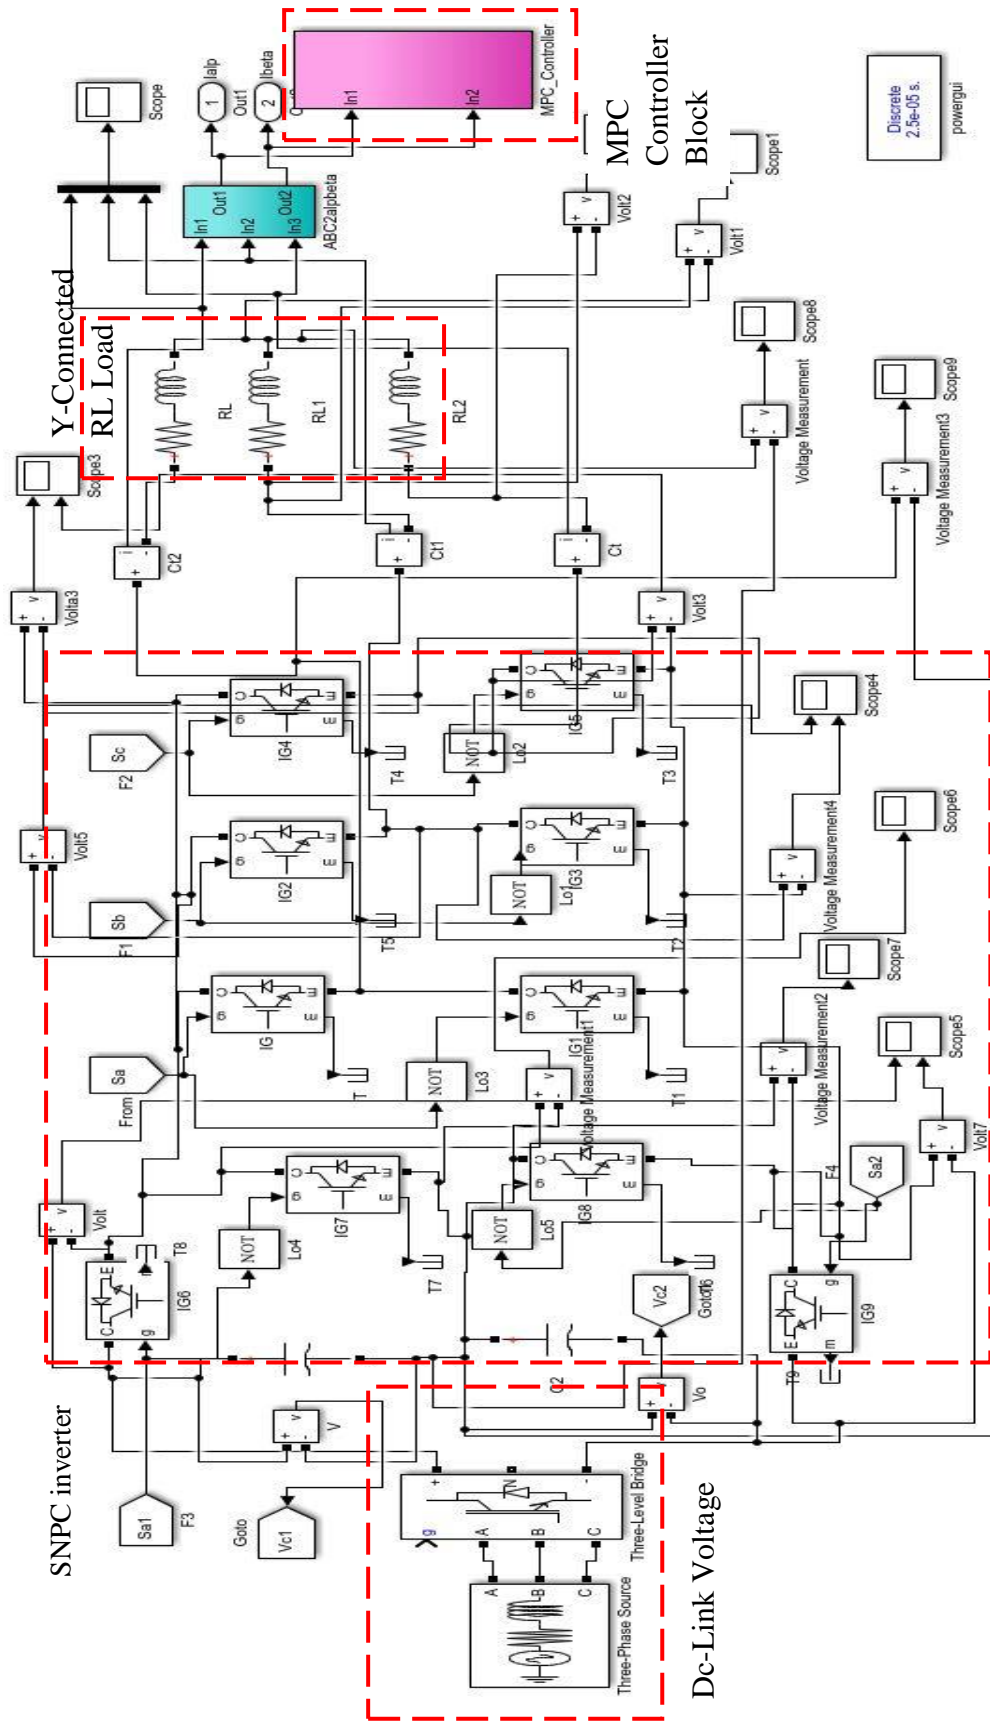 SNPC inverter
Y-Connected
RL Load
MPC
Controller
Block
Dc-Link Voltage
Three-Phase Source
A
B
C
Three-Level Bridge
g
A
B
C
N
+
-
Sa1
F3
Goto
Vc1
V
v
+
-
Vo
+
-
Vc2
C2
Volt
v
+
-
C
E
g
T8
IG6
NOT
Lo4
C
g
E
m
IG7
T7
NOT
Lo5
C
g
E
m
IG8
C
E
g
m
IG9
T9
Sa2
F4
Volt7
v
+
-
Scope5
Voltage Measurement2
v
+
-
Scope7
Voltage Measurement1
v
+
-
Scope6
Sa
From
C
g
E
m
IG
T
NOT
Lo3
C
g
E
m
IG1
T1
Sb
F1
Volt5
v
+
-
C
g
E
m
IG2
T5
NOT
Lo1
C
g
E
m
IG3
T2
Voltage Measurement4
v
+
-
Scope4
Sc
F2
C
g
E
m
IG4
T4
NOT
Lo2
C
g
E
m
IG5
T3
Volta3
v
+
-
Scope3
Volt3
v
+
-
Ct2
i
+
-
Ct1
i
+
-
Ct
i
+
-
RL
RL1
RL2
Voltage Measurement
v
+
-
Scope8
Voltage Measurement3
v
+
-
Scope9
Volt2
v
+
-
Volt1
v
+
-
Scope1
In1
In2
In3
Out1
Out2
ABC2alpbeta
Scope
1
Ialp
Out1
2
Ibeta
In1
In2
MPC_Controller
Discrete
2.5e-05 s.
powergui